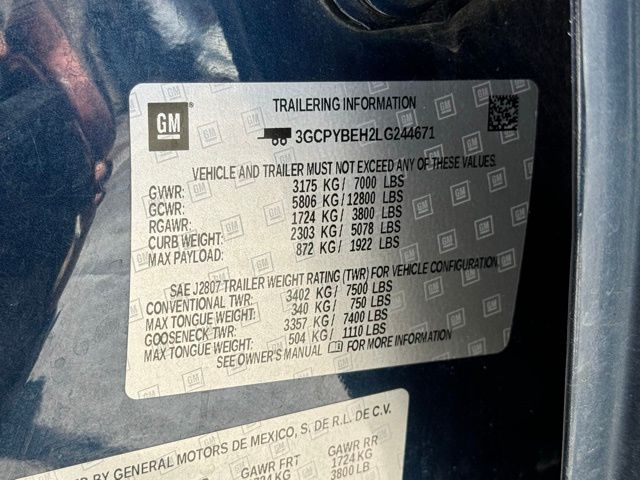 GM
TRAILERING INFORMATION
3GCPYBEH2LG244671
VEHICLE AND TRAILER MUST NOT EXCEED ANY OF THESE VALUES.
GVWR: 3175 KG/ 7000 LBS
GCWR: 5806 KG/ 12800 LBS
RGAWR: 1724 KG/ 3800 LBS
CURB WEIGHT: 2303 KG/ 5078 LBS
MAX PAYLOAD: 872 KG/ 1922 LBS
SAE J2807 TRAILER WEIGHT RATING (TWR) FOR VEHICLE CONFIGURATION.
CONVENTIONAL TWR: 3402 KG/ 7500 LBS
MAX TONGUE WEIGHT: 340 KG/ 750 LBS
GOOSENECK TWR: 3357 KG/ 7400 LBS
MAX TONGUE WEIGHT: 504 KG/ 1110 LBS
SEE OWNER'S MANUAL FOR MORE INFORMATION
BY GENERAL MOTORS DE MEXICO, S. DE R.L. DE C.V.
GAWR FRT GAWR RR
1724 KG 1724 KG
3800 LB